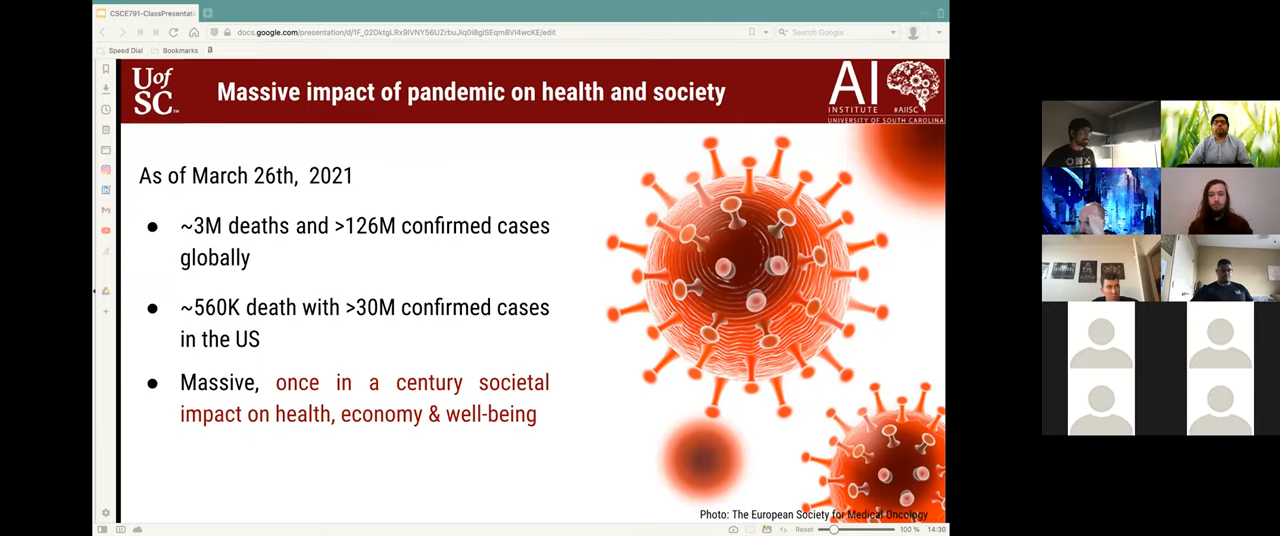 CSCE791-ClassPresentati
docs.google.com/presentation/d/1F_02DktgLRx9lVNY56UZrbuJiq0i8glSEqm8Vl4wcKE/edit
Search Google
Speed Dial
Bookmarks
a
UofSC
Massive impact of pandemic on health and society
AI
INSTITUTE
#AIISC
UNIVERSITY OF SOUTH CAROLINA
As of March 26th, 2021
● ~3M deaths and >126M confirmed cases
globally
● ~560K death with >30M confirmed cases
in the US
● Massive, once in a century societal
impact on health, economy & well-being
Photo: The European Society for Medical Oncology
Reset
100 %
14:30